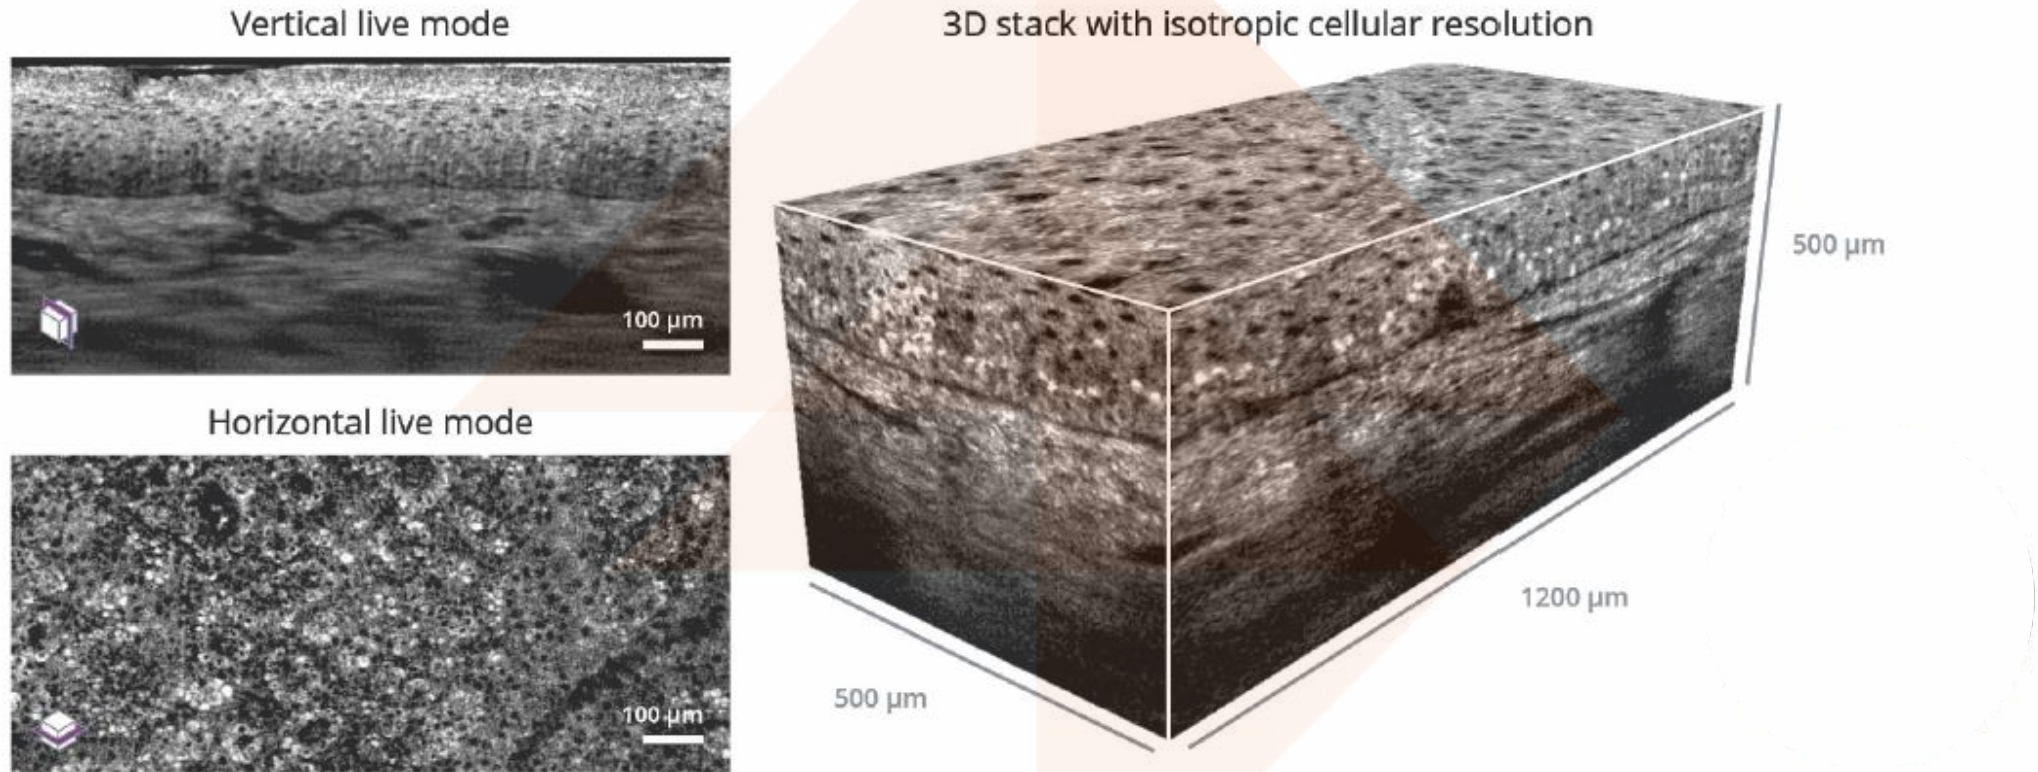 Vertical live mode
100 µm
Horizontal live mode
100 µm
3D stack with isotropic cellular resolution
500 µm
1200 µm
500 µm